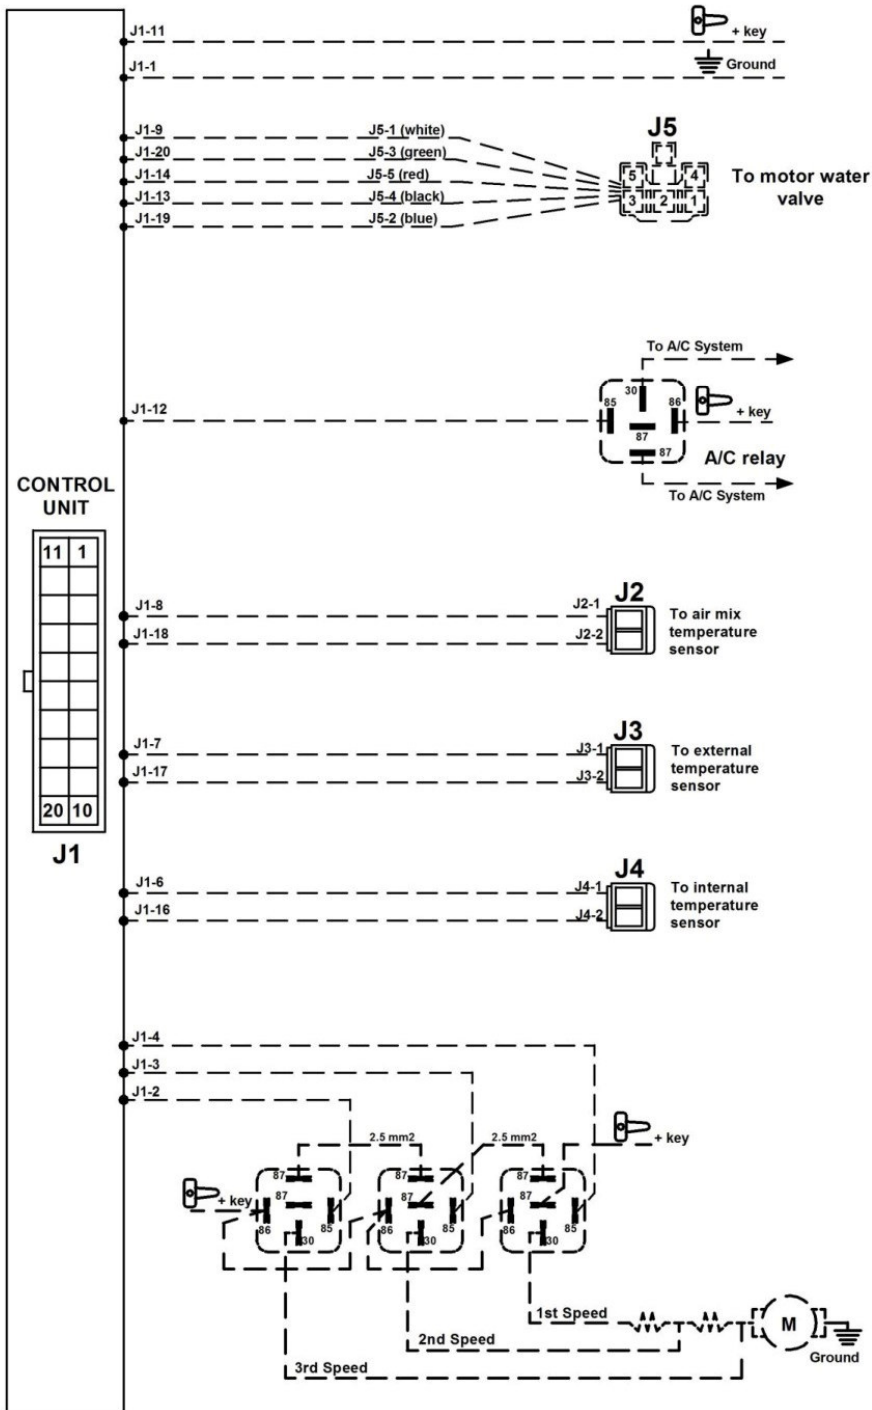 J1-11
+ key
J1-1
Ground
J1-9
J5-1 (white)
J1-20
J5-3 (green)
J1-14
J5-5 (red)
J1-13
J5-4 (black)
J1-19
J5-2 (blue)
J5
5
4
3
2
1
To motor water
valve
To A/C System
J1-12
85
30
86
87
87
+ key
A/C relay
To A/C System
CONTROL
UNIT
11
1
20
10
J1
J1-8
J1-18
J2-1
J2-2
J2
To air mix
temperature
sensor
J1-7
J1-17
J3-1
J3-2
J3
To external
temperature
sensor
J1-6
J1-16
J4-1
J4-2
J4
To internal
temperature
sensor
J1-4
J1-3
J1-2
2.5 mm2
2.5 mm2
+ key
+ key
87
87
86
85
30
87
87
86
85
30
87
87
86
85
30
1st Speed
2nd Speed
3rd Speed
M
Ground